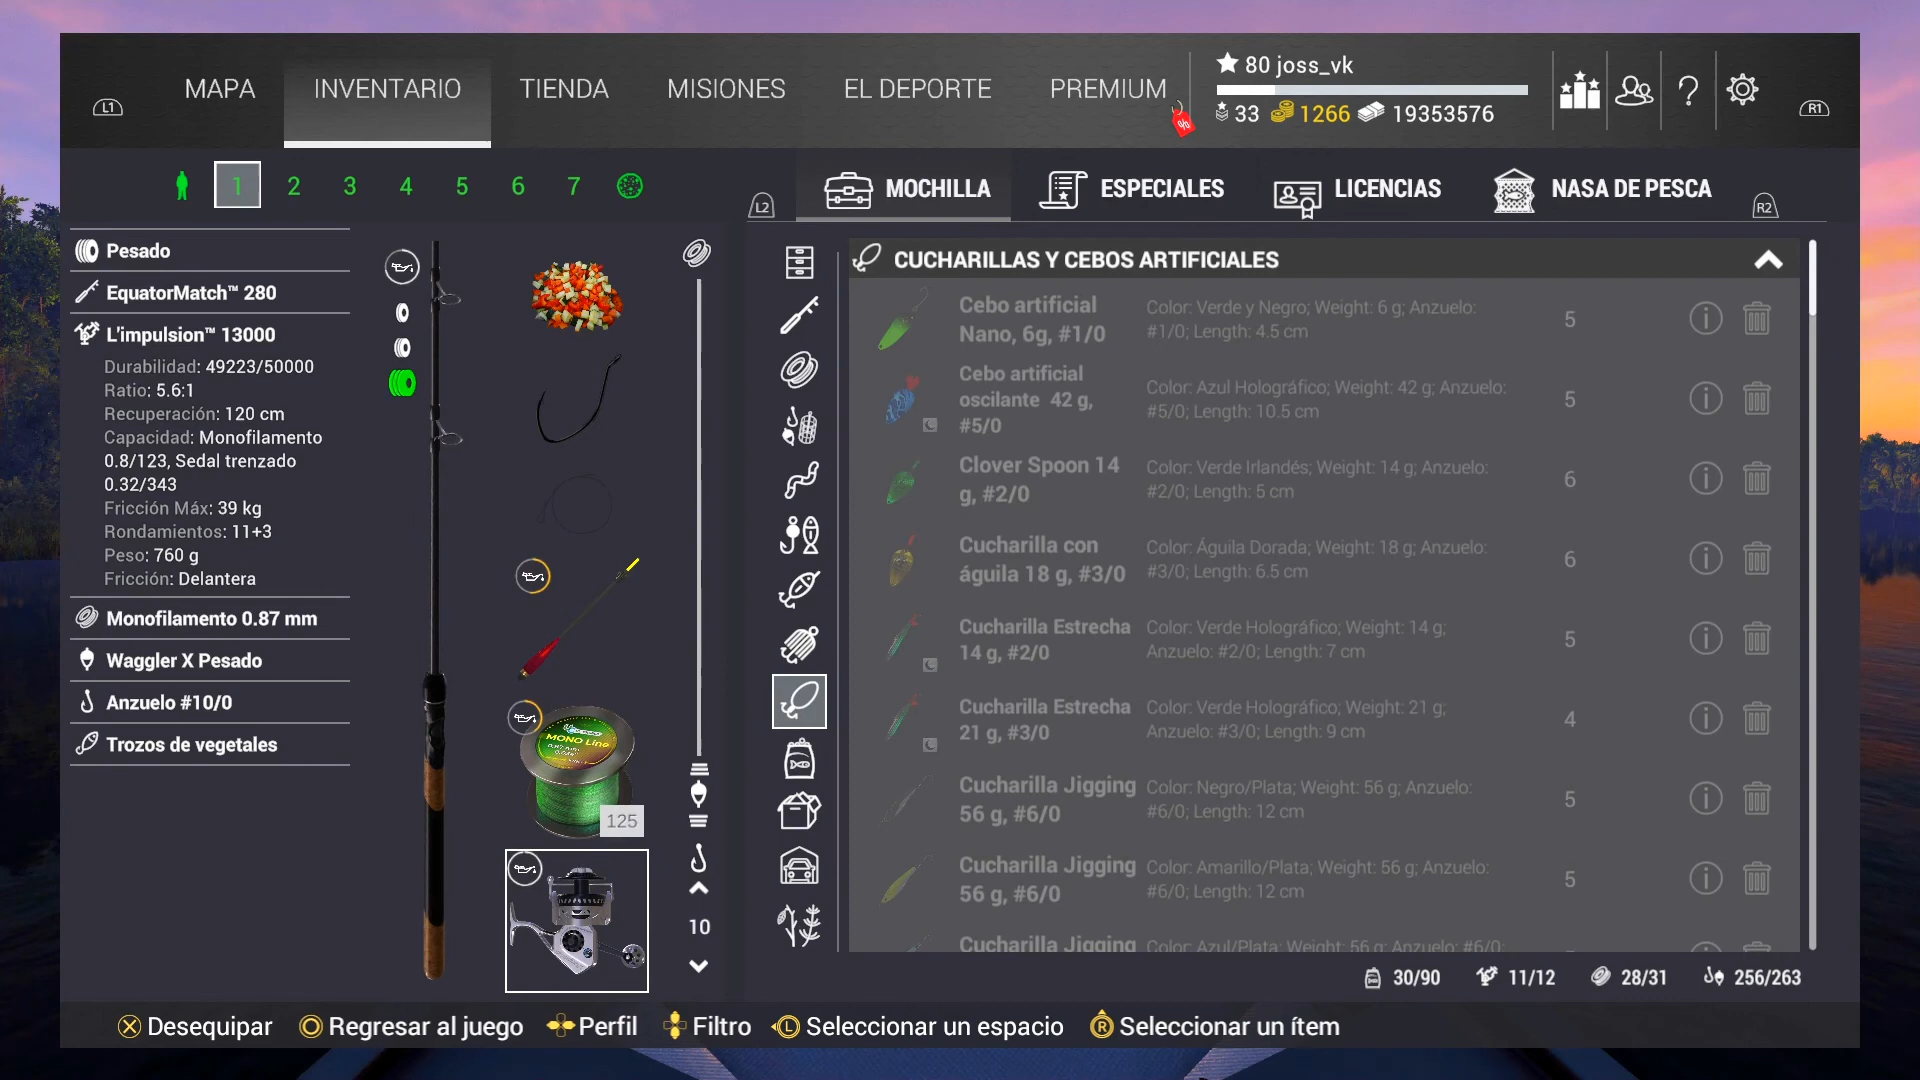 L1
MAPA
INVENTARIO
TIENDA
MISIONES
EL DEPORTE
PREMIUM
%
80 joss_vk
33 1266 19353576
?
R1
1 2 3 4 5 6 7
L2
MOCHILLA
ESPECIALES
LICENCIAS
NASA DE PESCA
R2
Pesado
EquatorMatch™ 280
L'impulsion™ 13000
Durabilidad: 49223/50000
Ratio: 5.6:1
Recuperación: 120 cm
Capacidad: Monofilamento
0.8/123, Sedal trenzado
0.32/343
Fricción Máx: 39 kg
Rondamientos: 11+3
Peso: 760 g
Fricción: Delantera
Monofilamento 0.87 mm
Waggler X Pesado
Anzuelo #10/0
Trozos de vegetales
MONO Line
125
10
CUCHARILLAS Y CEBOS ARTIFICIALES
Cebo artificial
Nano, 6g, #1/0
Color: Verde y Negro; Weight: 6 g; Anzuelo:
#1/0; Length: 4.5 cm
5
Cebo artificial
oscilante 42 g,
#5/0
Color: Azul Holográfico; Weight: 42 g; Anzuelo:
#5/0; Length: 10.5 cm
5
Clover Spoon 14
g, #2/0
Color: Verde Irlandés; Weight: 14 g; Anzuelo:
#2/0; Length: 5 cm
6
Cucharilla con
águila 18 g, #3/0
Color: Águila Dorada; Weight: 18 g; Anzuelo:
#3/0; Length: 6.5 cm
6
Cucharilla Estrecha
14 g, #2/0
Color: Verde Holográfico; Weight: 14 g;
Anzuelo: #2/0; Length: 7 cm
5
Cucharilla Estrecha
21 g, #3/0
Color: Verde Holográfico; Weight: 21 g;
Anzuelo: #3/0; Length: 9 cm
4
Cucharilla Jigging
56 g, #6/0
Color: Negro/Plata; Weight: 56 g; Anzuelo:
#6/0; Length: 12 cm
5
Cucharilla Jigging
56 g, #6/0
Color: Amarillo/Plata; Weight: 56 g; Anzuelo:
#6/0; Length: 12 cm
5
Cucharilla Jigging
Color: Azul/Plata; Weight: 56 g; Anzuelo: #6/0;
30/90 11/12 28/31 256/263
Desequipar
Regresar al juego
Perfil
Filtro
L Seleccionar un espacio
R Seleccionar un ítem